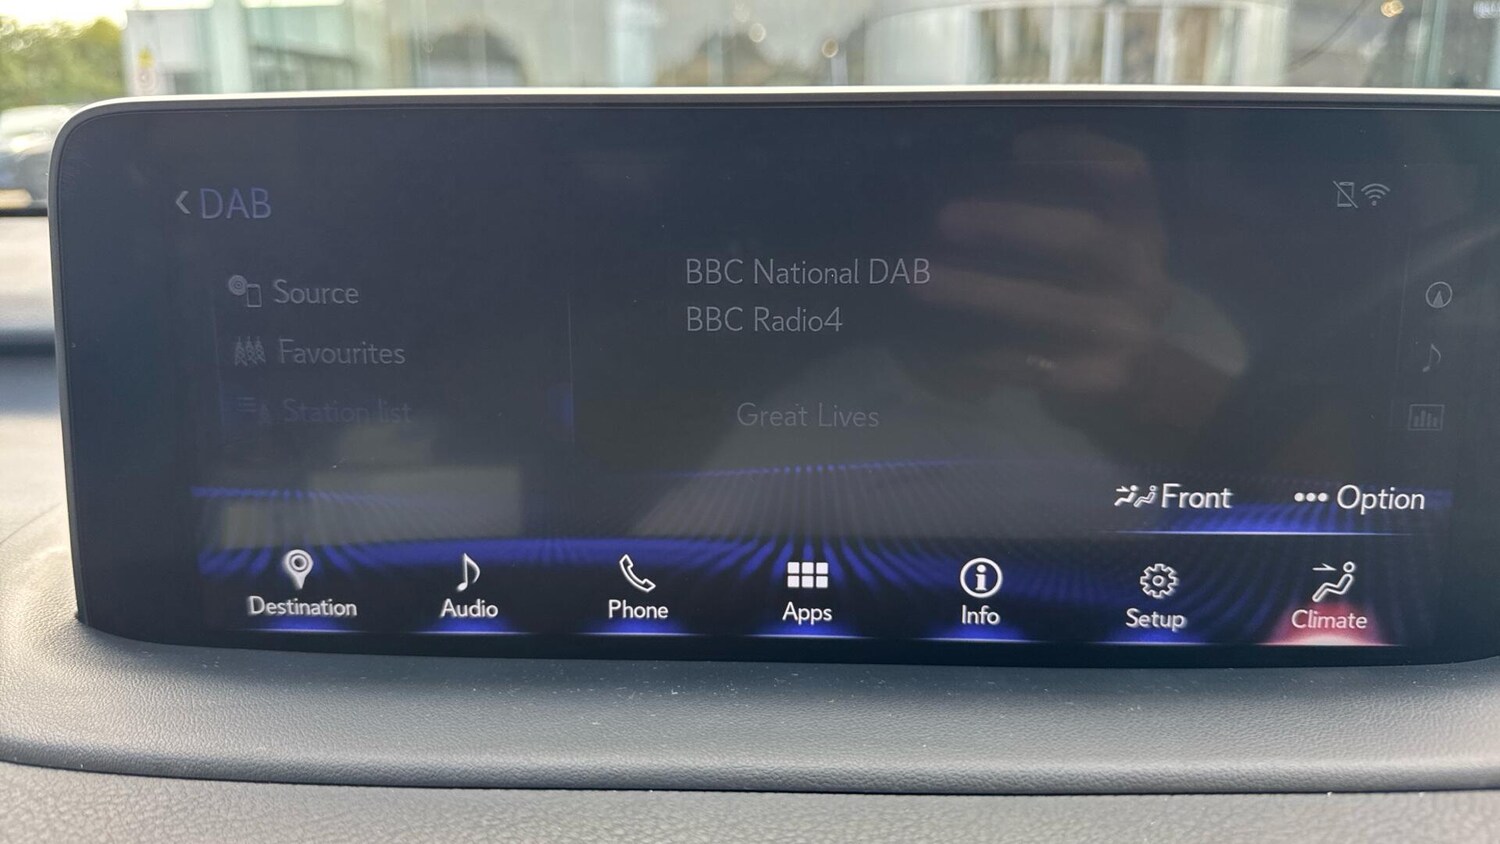 DAB
Source
Favourites
Station list
BBC National DAB
BBC Radio4
Great Lives
Front
Option
Destination
Audio
Phone
Apps
Info
Setup
Climate